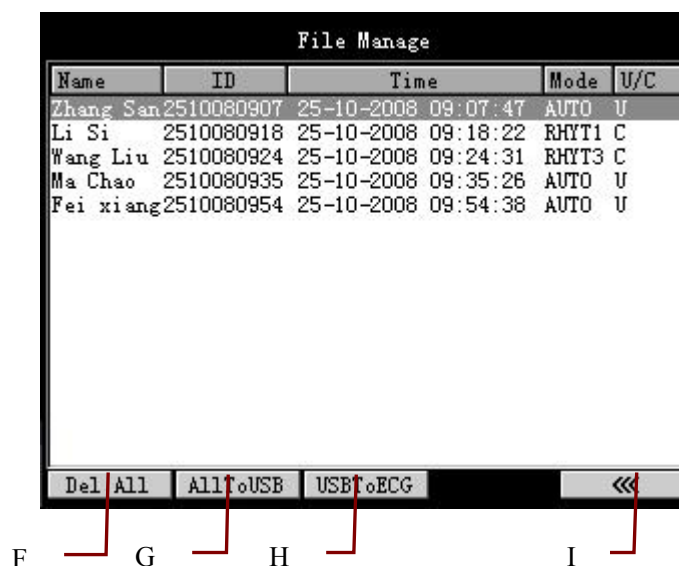 File Manage
Name ID Time Mode U/C
Zhang San 2510080907 25-10-2008 09:07:47 AUTO U
Li Si 2510080918 25-10-2008 09:18:22 RHYT1 C
Wang Liu 2510080924 25-10-2008 09:24:31 RHYT3 C
Ma Chao 2510080935 25-10-2008 09:35:26 AUTO U
Fei xiang 2510080954 25-10-2008 09:54:38 AUTO U
Del All AllToUSB USBToECG <<<
F G H I